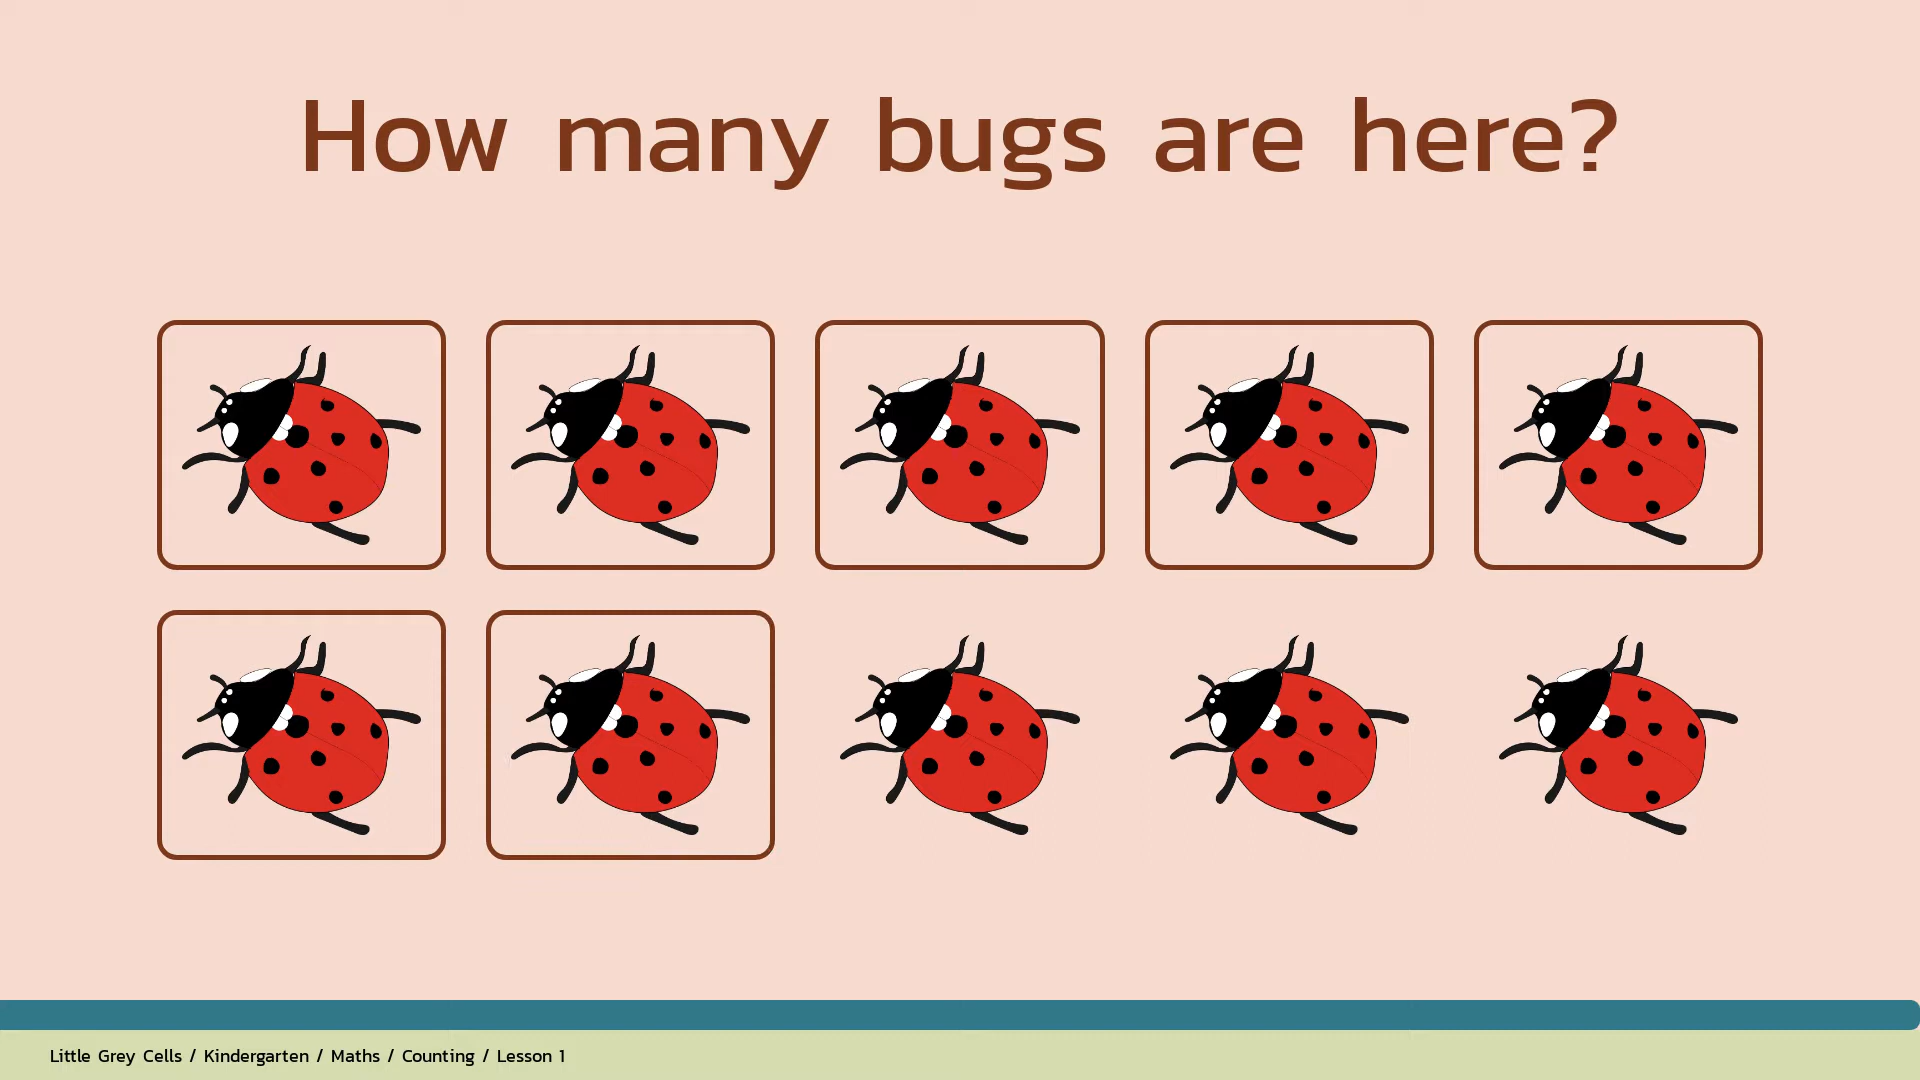 How many bugs are here?
Little Grey Cells / Kindergarten / Maths / Counting / Lesson 1